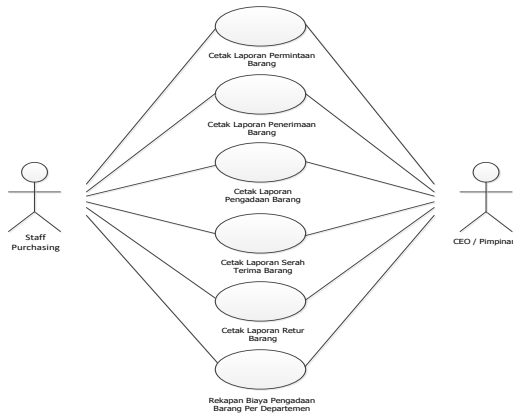 Cetak Laporan Permintaan
Barang
Cetak Laporan Penerimaan
Barang
Cetak Laporan
Pengadaan Barang
Staff
Purchasing
CEO / Pimpinan
Cetak Laporan Serah
Terima Barang
Cetak Laporan Retur
Barang
Rekapan Biaya Pengadaan
Barang Per Departemen